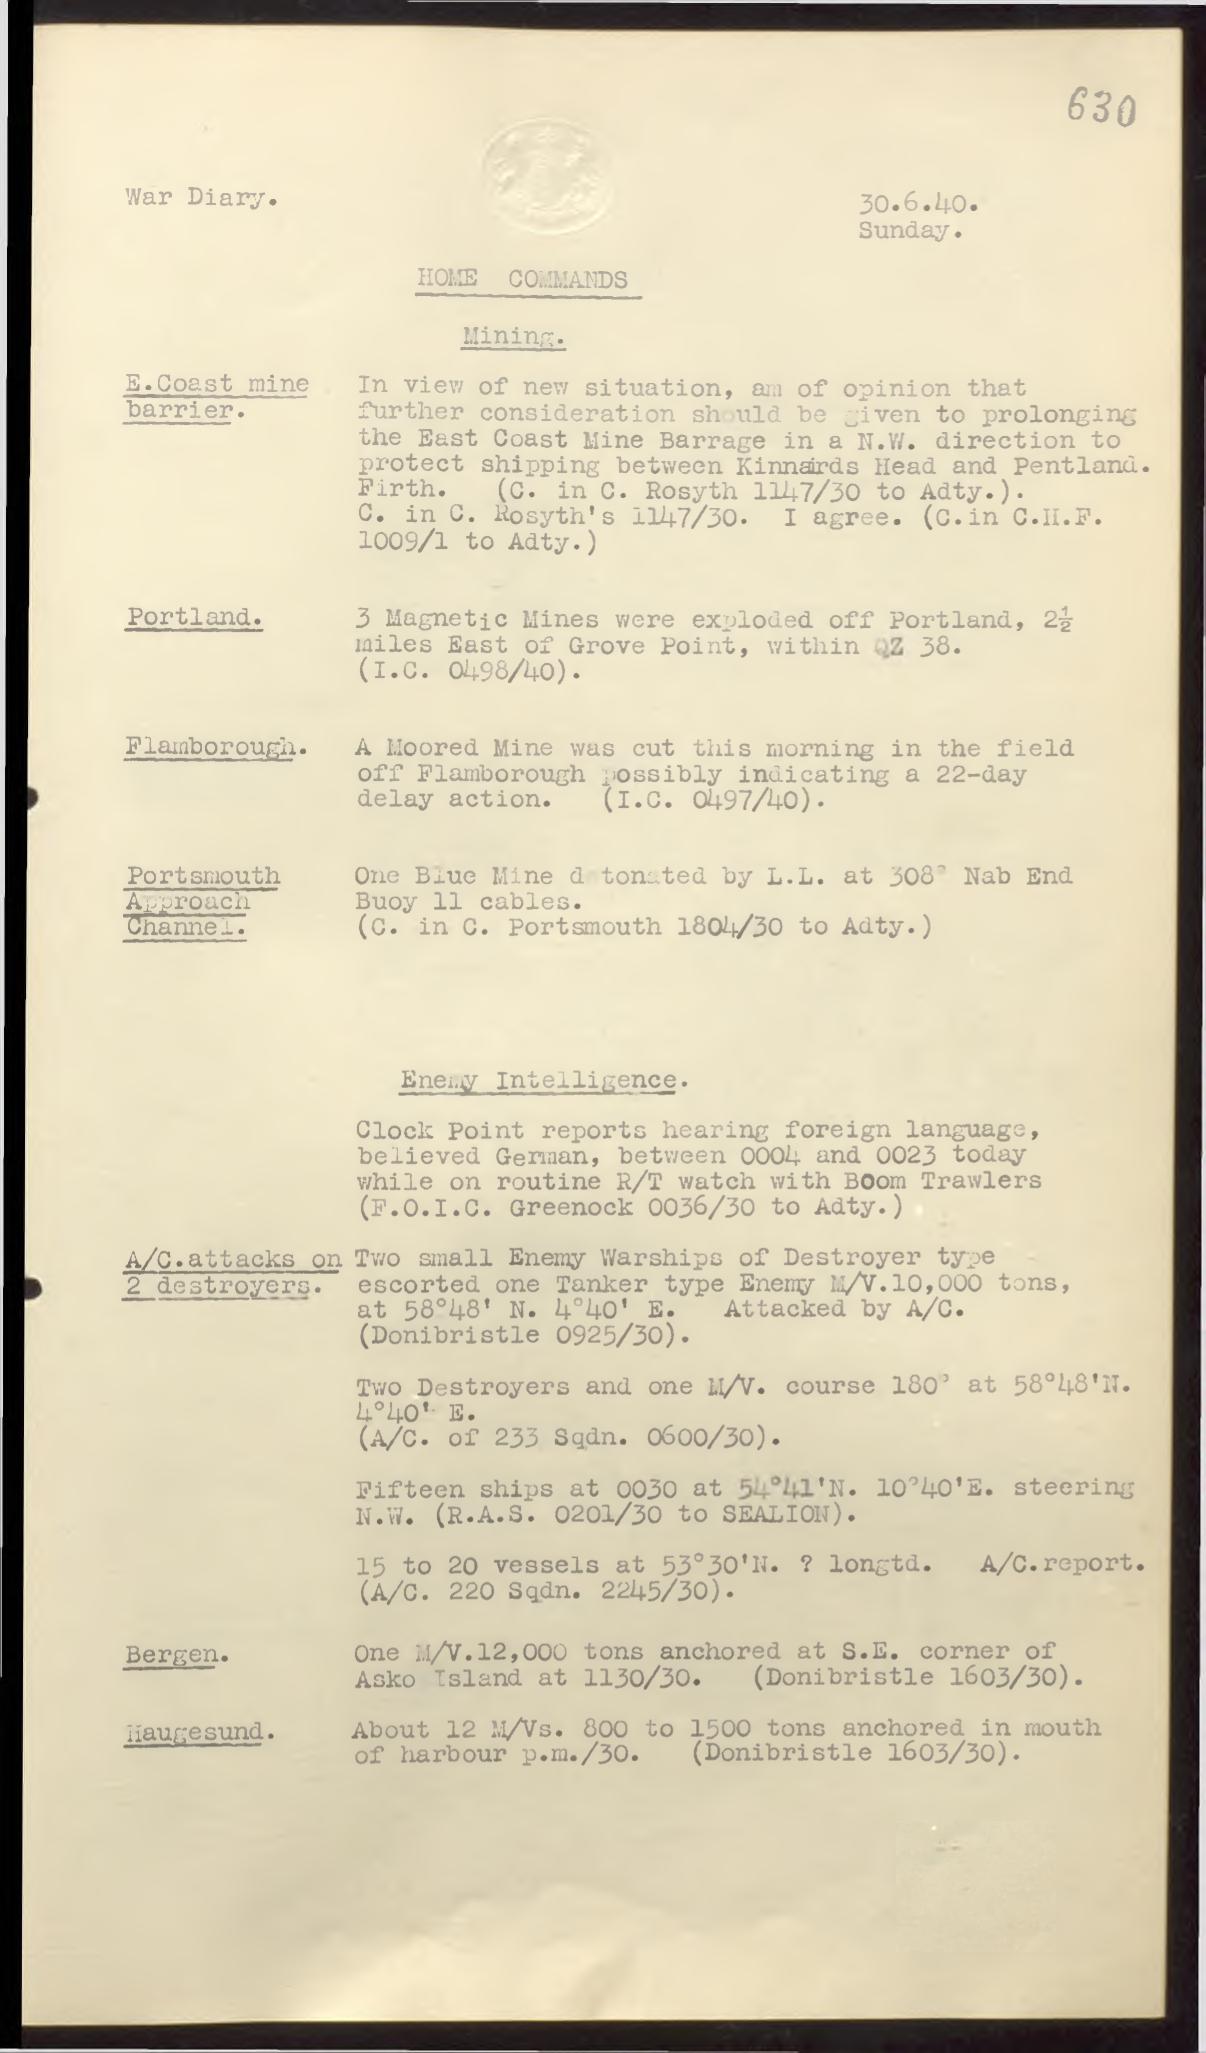 630
War Diary.
30.6.40.
Sunday.
HOME COMMANDS
Mining.
E.Coast mine
barrier.
In view of new situation, am of opinion that
further consideration should be given to prolonging
the East Coast Mine Barrage in a N.W. direction to
protect shipping between Kinnairds Head and Pentland.
Firth. (C. in C. Rosyth 1147/30 to Adty.).
C. in C. Rosyth's 1147/30. I agree. (C.in C.H.F.
1009/1 to Adty.)
Portland.
3 Magnetic Mines were exploded off Portland, 2½
miles East of Grove Point, within QZ 38.
(I.C. 0498/40).
Flamborough.
A Moored Mine was cut this morning in the field
off Flamborough possibly indicating a 22-day
delay action. (I.C. 0497/40).
Portsmouth
Approach
Channel.
One Blue Mine detonated by L.L. at 308° Nab End
Buoy 11 cables.
(C. in C. Portsmouth 1804/30 to Adty.)
Enemy Intelligence.
Clock Point reports hearing foreign language,
believed German, between 0004 and 0023 today
while on routine R/T watch with Boom Trawlers
(F.O.I.C. Greenock 0036/30 to Adty.)
A/C.attacks on
2 destroyers.
Two small Enemy Warships of Destroyer type
escorted one Tanker type Enemy M/V.10,000 tons,
at 58°48' N. 4°40' E. Attacked by A/C.
(Donibristle 0925/30).
Two Destroyers and one M/V. course 180° at 58°48'N.
4°40' E.
(A/C. of 233 Sqdn. 0600/30).
Fifteen ships at 0030 at 54°41'N. 10°40'E. steering
N.W. (R.A.S. 0201/30 to SEALION).
15 to 20 vessels at 53°30'N. ? longtd. A/C.report.
(A/C. 220 Sqdn. 2245/30).
Bergen.
One M/V.12,000 tons anchored at S.E. corner of
Asko Island at 1130/30. (Donibristle 1603/30).
Haugesund.
About 12 M/Vs. 800 to 1500 tons anchored in mouth
of harbour p.m./30. (Donibristle 1603/30).